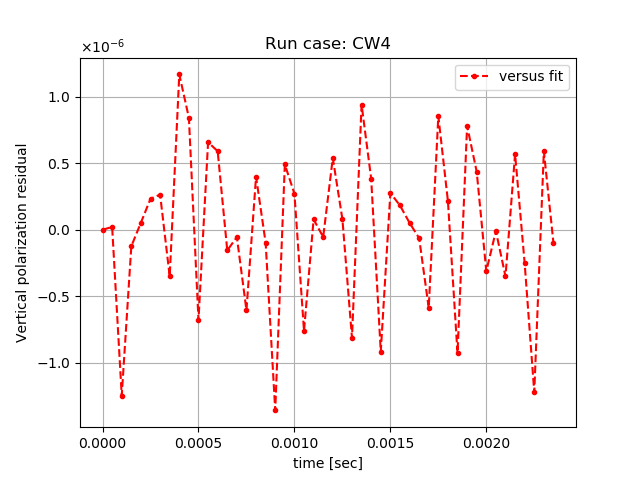 ×10⁻⁶
Run case: CW4
versus fit
1.0
0.5
0.0
−0.5
−1.0
Vertical polarization residual
0.0000 0.0005 0.0010 0.0015 0.0020
time [sec]